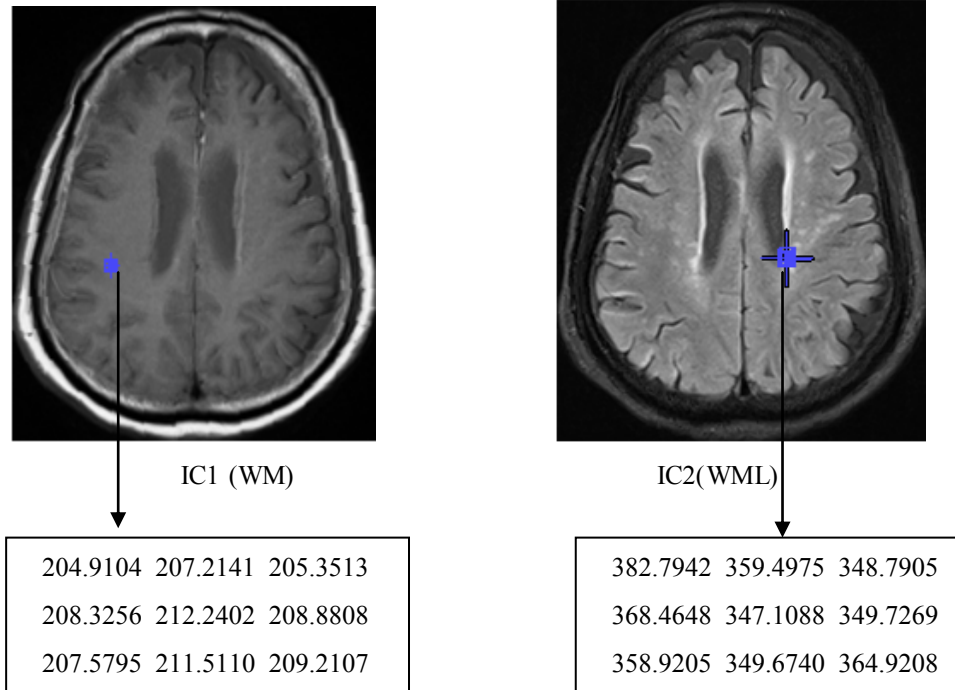 IC1 (WM)
IC2(WML)
204.9104 207.2141 205.3513
208.3256 212.2402 208.8808
207.5795 211.5110 209.2107
382.7942 359.4975 348.7905
368.4648 347.1088 349.7269
358.9205 349.6740 364.9208